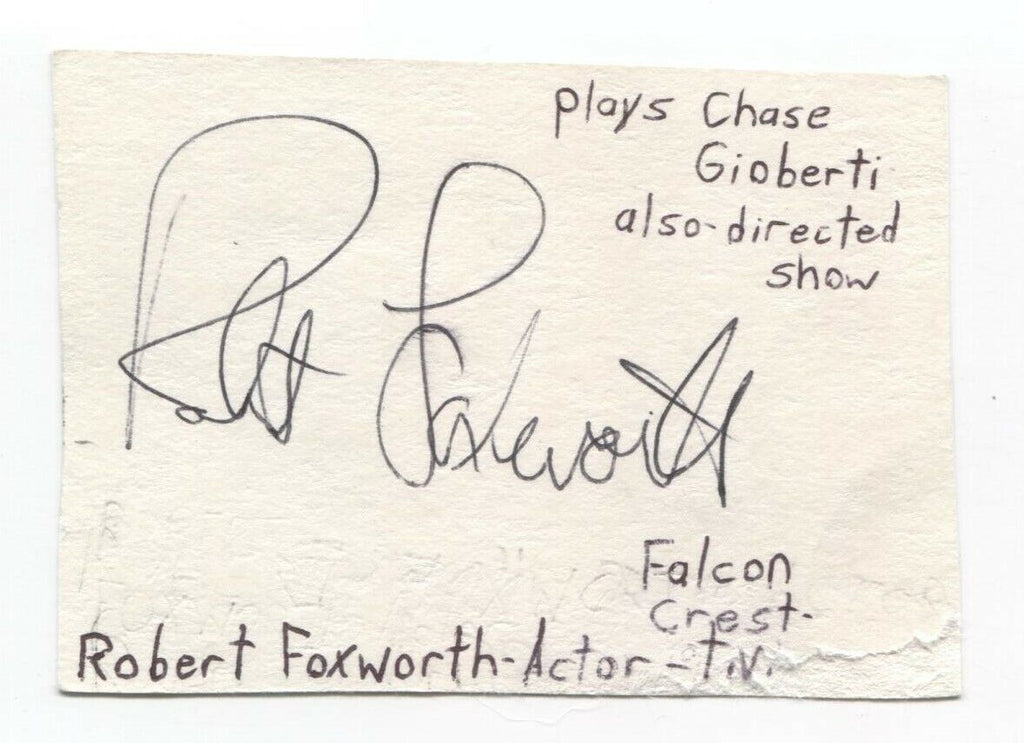 plays Chase
Gioberti
also-directed
show
Robert Foxworth
Falcon
Crest-
Robert Foxworth-Actor-T.V.